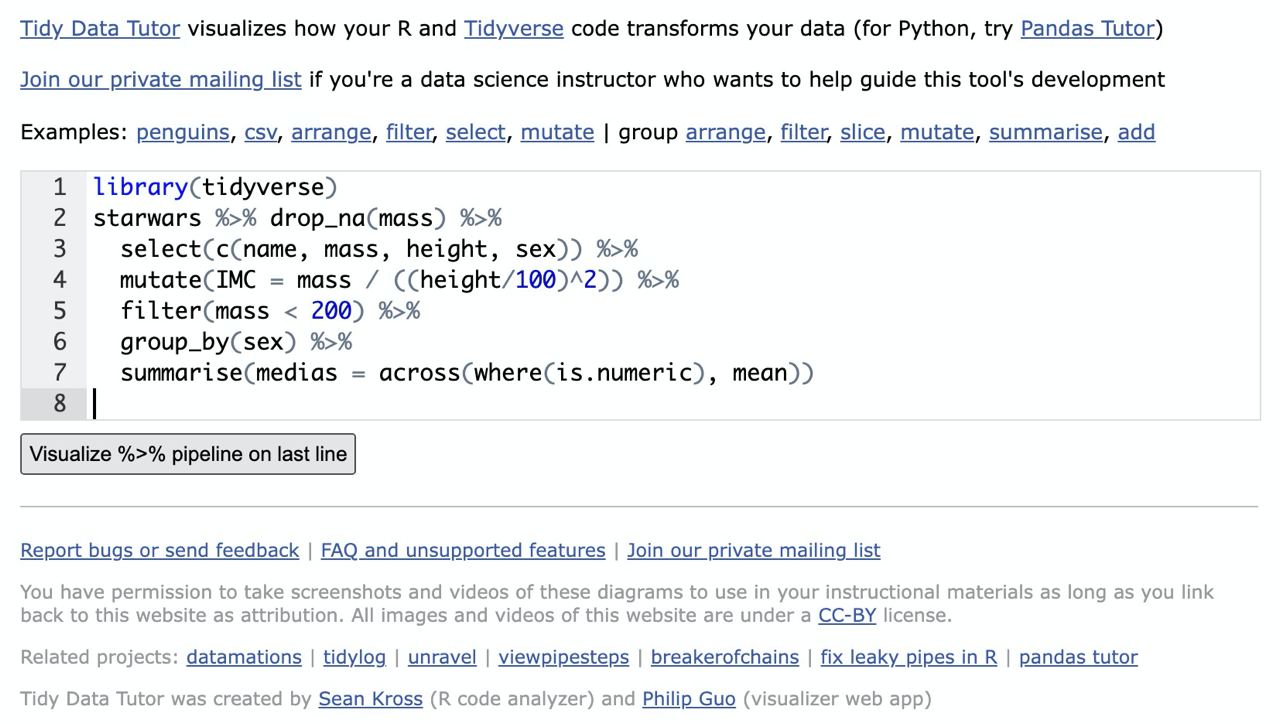 Tidy Data Tutor visualizes how your R and Tidyverse code transforms your data (for Python, try Pandas Tutor)
Join our private mailing list if you're a data science instructor who wants to help guide this tool's development
Examples: penguins, csv, arrange, filter, select, mutate | group arrange, filter, slice, mutate, summarise, add
1 library(tidyverse)
2 starwars %>% drop_na(mass) %>%
3 select(c(name, mass, height, sex)) %>%
4 mutate(IMC = mass / ((height/100)^2)) %>%
5 filter(mass < 200) %>%
6 group_by(sex) %>%
7 summarise(medias = across(where(is.numeric), mean))
8
Visualize %>% pipeline on last line
Report bugs or send feedback | FAQ and unsupported features | Join our private mailing list
You have permission to take screenshots and videos of these diagrams to use in your instructional materials as long as you link
back to this website as attribution. All images and videos of this website are under a CC-BY license.
Related projects: datamations | tidylog | unravel | viewpipesteps | breakerofchains | fix leaky pipes in R | pandas tutor
Tidy Data Tutor was created by Sean Kross (R code analyzer) and Philip Guo (visualizer web app)